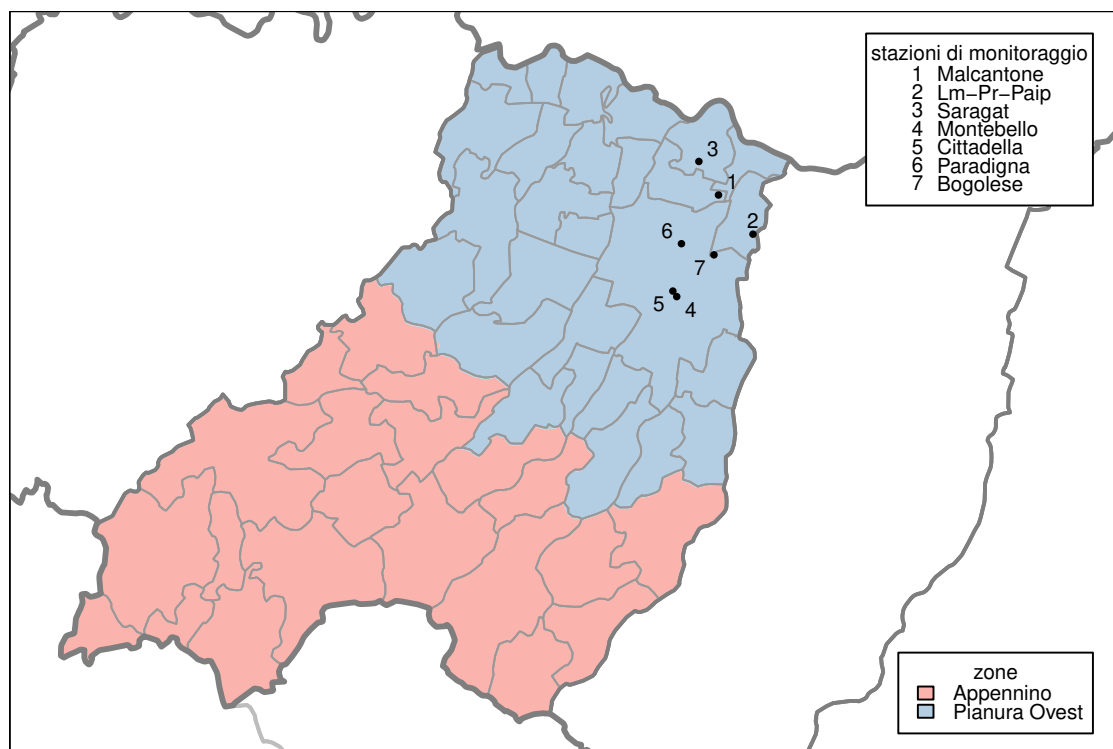 stazioni di monitoraggio
1 Malcantone
2 Lm−Pr−Paip
3 Saragat
4 Montebello
5 Cittadella
6 Paradigna
7 Bogolese
3
1
2
6
7
5
4
zone
Appennino
Pianura Ovest